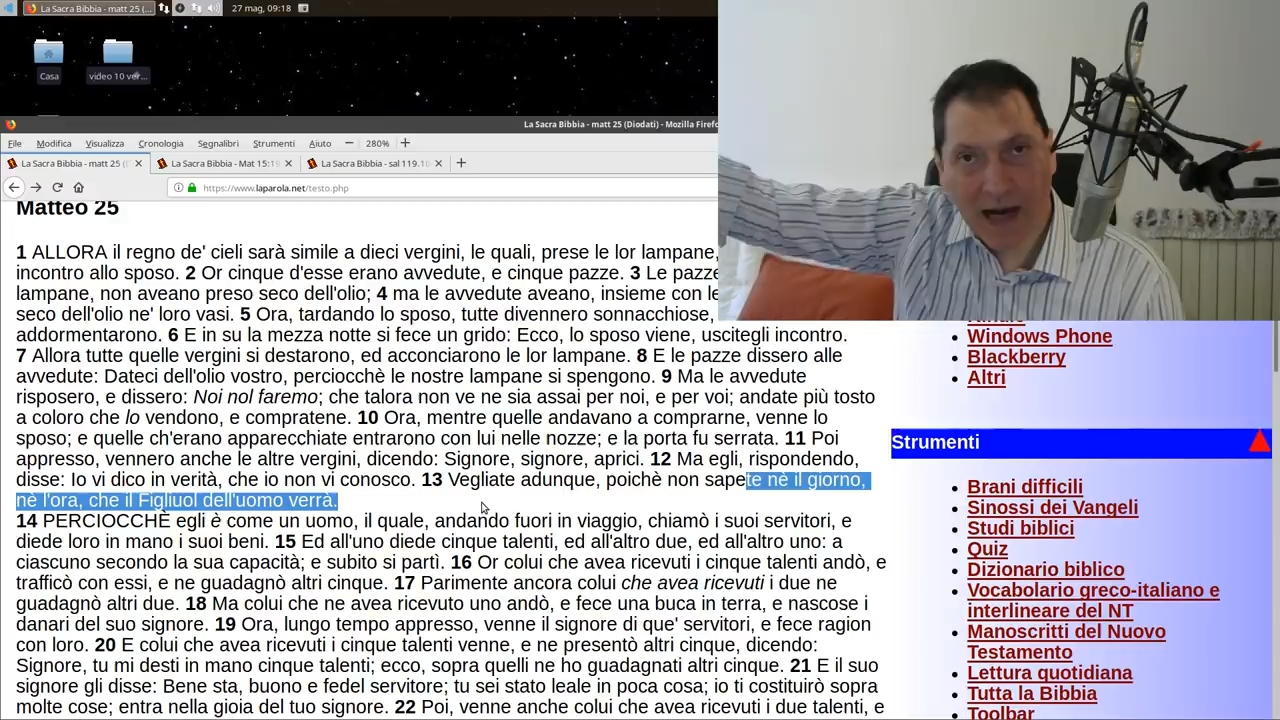 La Sacra Bibbia - matt 25 (...
27 mag, 09:18
Casa
video 10 ver...
La Sacra Bibbia - matt 25 (Diodati) - Mozilla Firefo
File Modifica Visualizza Cronologia Segnalibri Strumenti Aiuto 280%
La Sacra Bibbia - matt 25 (D La Sacra Bibbia - Mat 15:1 La Sacra Bibbia - sal 119.1
https://www.laparola.net/testo.php
Matteo 25
1 ALLORA il regno de' cieli sarà simile a dieci vergini, le quali, prese le lor lampane,
incontro allo sposo. 2 Or cinque d'esse erano avvedute, e cinque pazze. 3 Le pazze
lampane, non aveano preso seco dell'olio; 4 ma le avvedute aveano, insieme con le
seco dell'olio ne' loro vasi. 5 Ora, tardando lo sposo, tutte divennero sonnacchiose,
addormentarono. 6 E in su la mezza notte si fece un grido: Ecco, lo sposo viene, uscitegli incontro.
7 Allora tutte quelle vergini si destarono, ed acconciarono le lor lampane. 8 E le pazze dissero alle
avvedute: Dateci dell'olio vostro, perciocchè le nostre lampane si spengono. 9 Ma le avvedute
risposero, e dissero: Noi nol faremo; che talora non ve ne sia assai per noi, e per voi; andate più tosto
a coloro che lo vendono, e compratene. 10 Ora, mentre quelle andavano a comprarne, venne lo
sposo; e quelle ch'erano apparecchiate entrarono con lui nelle nozze; e la porta fu serrata. 11 Poi
appresso, vennero anche le altre vergini, dicendo: Signore, signore, aprici. 12 Ma egli, rispondendo,
disse: Io vi dico in verità, che io non vi conosco. 13 Vegliate adunque, poichè non sapete nè il giorno,
nè l'ora, che il Figliuol dell'uomo verrà.
14 PERCIOCCHÈ egli è come un uomo, il quale, andando fuori in viaggio, chiamò i suoi servitori, e
diede loro in mano i suoi beni. 15 Ed all'uno diede cinque talenti, ed all'altro due, ed all'altro uno: a
ciascuno secondo la sua capacità; e subito si partì. 16 Or colui che avea ricevuti i cinque talenti andò, e
trafficò con essi, e ne guadagnò altri cinque. 17 Parimente ancora colui che avea ricevuti i due ne
guadagnò altri due. 18 Ma colui che ne avea ricevuto uno andò, e fece una buca in terra, e nascose i
danari del suo signore. 19 Ora, lungo tempo appresso, venne il signore di que' servitori, e fece ragion
con loro. 20 E colui che avea ricevuti i cinque talenti venne, e ne presentò altri cinque, dicendo:
Signore, tu mi desti in mano cinque talenti; ecco, sopra quelli ne ho guadagnati altri cinque. 21 E il suo
signore gli disse: Bene sta, buono e fedel servitore; tu sei stato leale in poca cosa; io ti costituirò sopra
molte cose; entra nella gioia del tuo signore. 22 Poi, venne anche colui che avea ricevuti i due talenti, e
Windows Phone
Blackberry
Altri
Strumenti
Brani difficili
Sinossi dei Vangeli
Studi biblici
Quiz
Dizionario biblico
Vocabolario greco-italiano e
interlineare del NT
Manoscritti del Nuovo
Testamento
Lettura quotidiana
Tutta la Bibbia
Toolbar